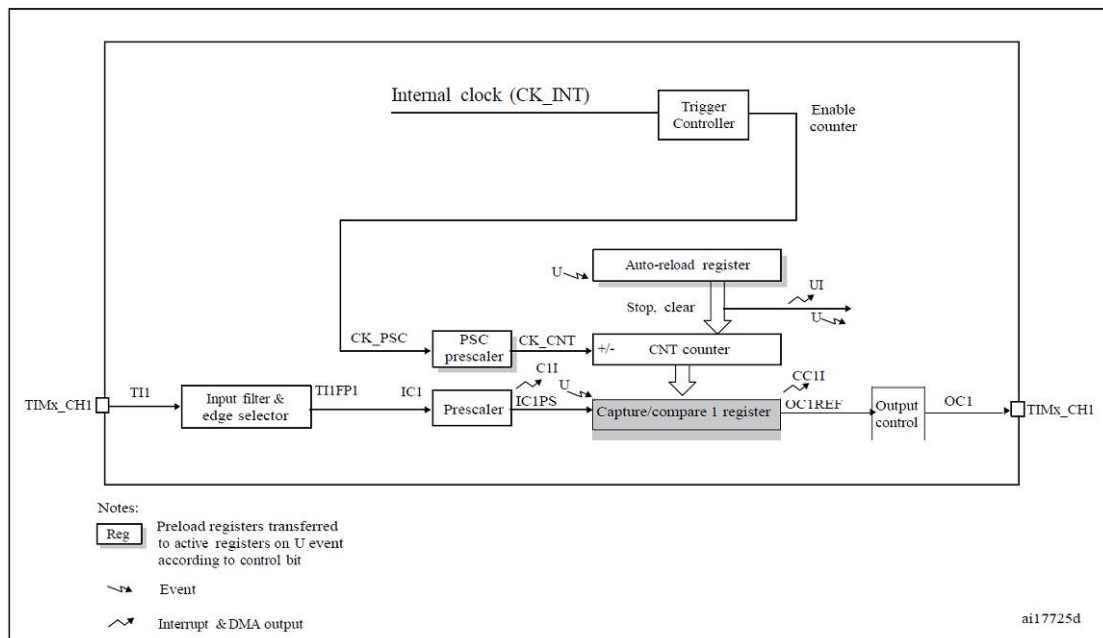 Internal clock (CK_INT)
Trigger
Controller
Enable
counter
Auto-reload register
U
UI
Stop, clear
U
CK_PSC
PSC
prescaler
CK_CNT
+/-
CNT counter
C1I
CC1I
TIMx_CH1
TI1
Input filter &
edge selector
TI1FP1
IC1
Prescaler
IC1PS
U
Capture/compare 1 register
OC1REF
Output
control
OC1
TIMx_CH1
Notes:
Reg
Preload registers transferred
to active registers on U event
according to control bit
Event
Interrupt & DMA output
ai17725d